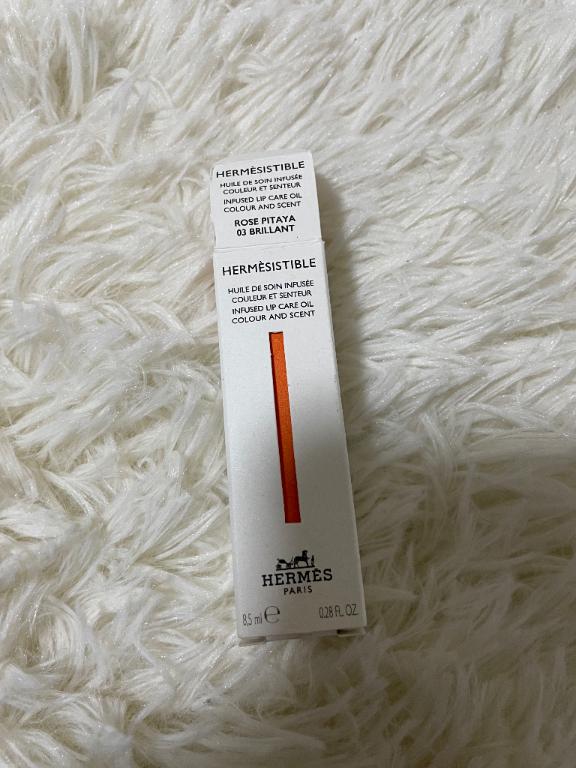 HERMÈSISTIBLE
HUILE DE SOIN INFUSÉE
COULEUR ET SENTEUR
INFUSED LIP CARE OIL
COLOUR AND SCENT
ROSE PITAYA
03 BRILLANT
HERMÈSISTIBLE
HUILE DE SOIN INFUSÉE
COULEUR ET SENTEUR
INFUSED LIP CARE OIL
COLOUR AND SCENT
HERMÈS
PARIS
8.5 ml ℮ 0.28 FL. OZ.